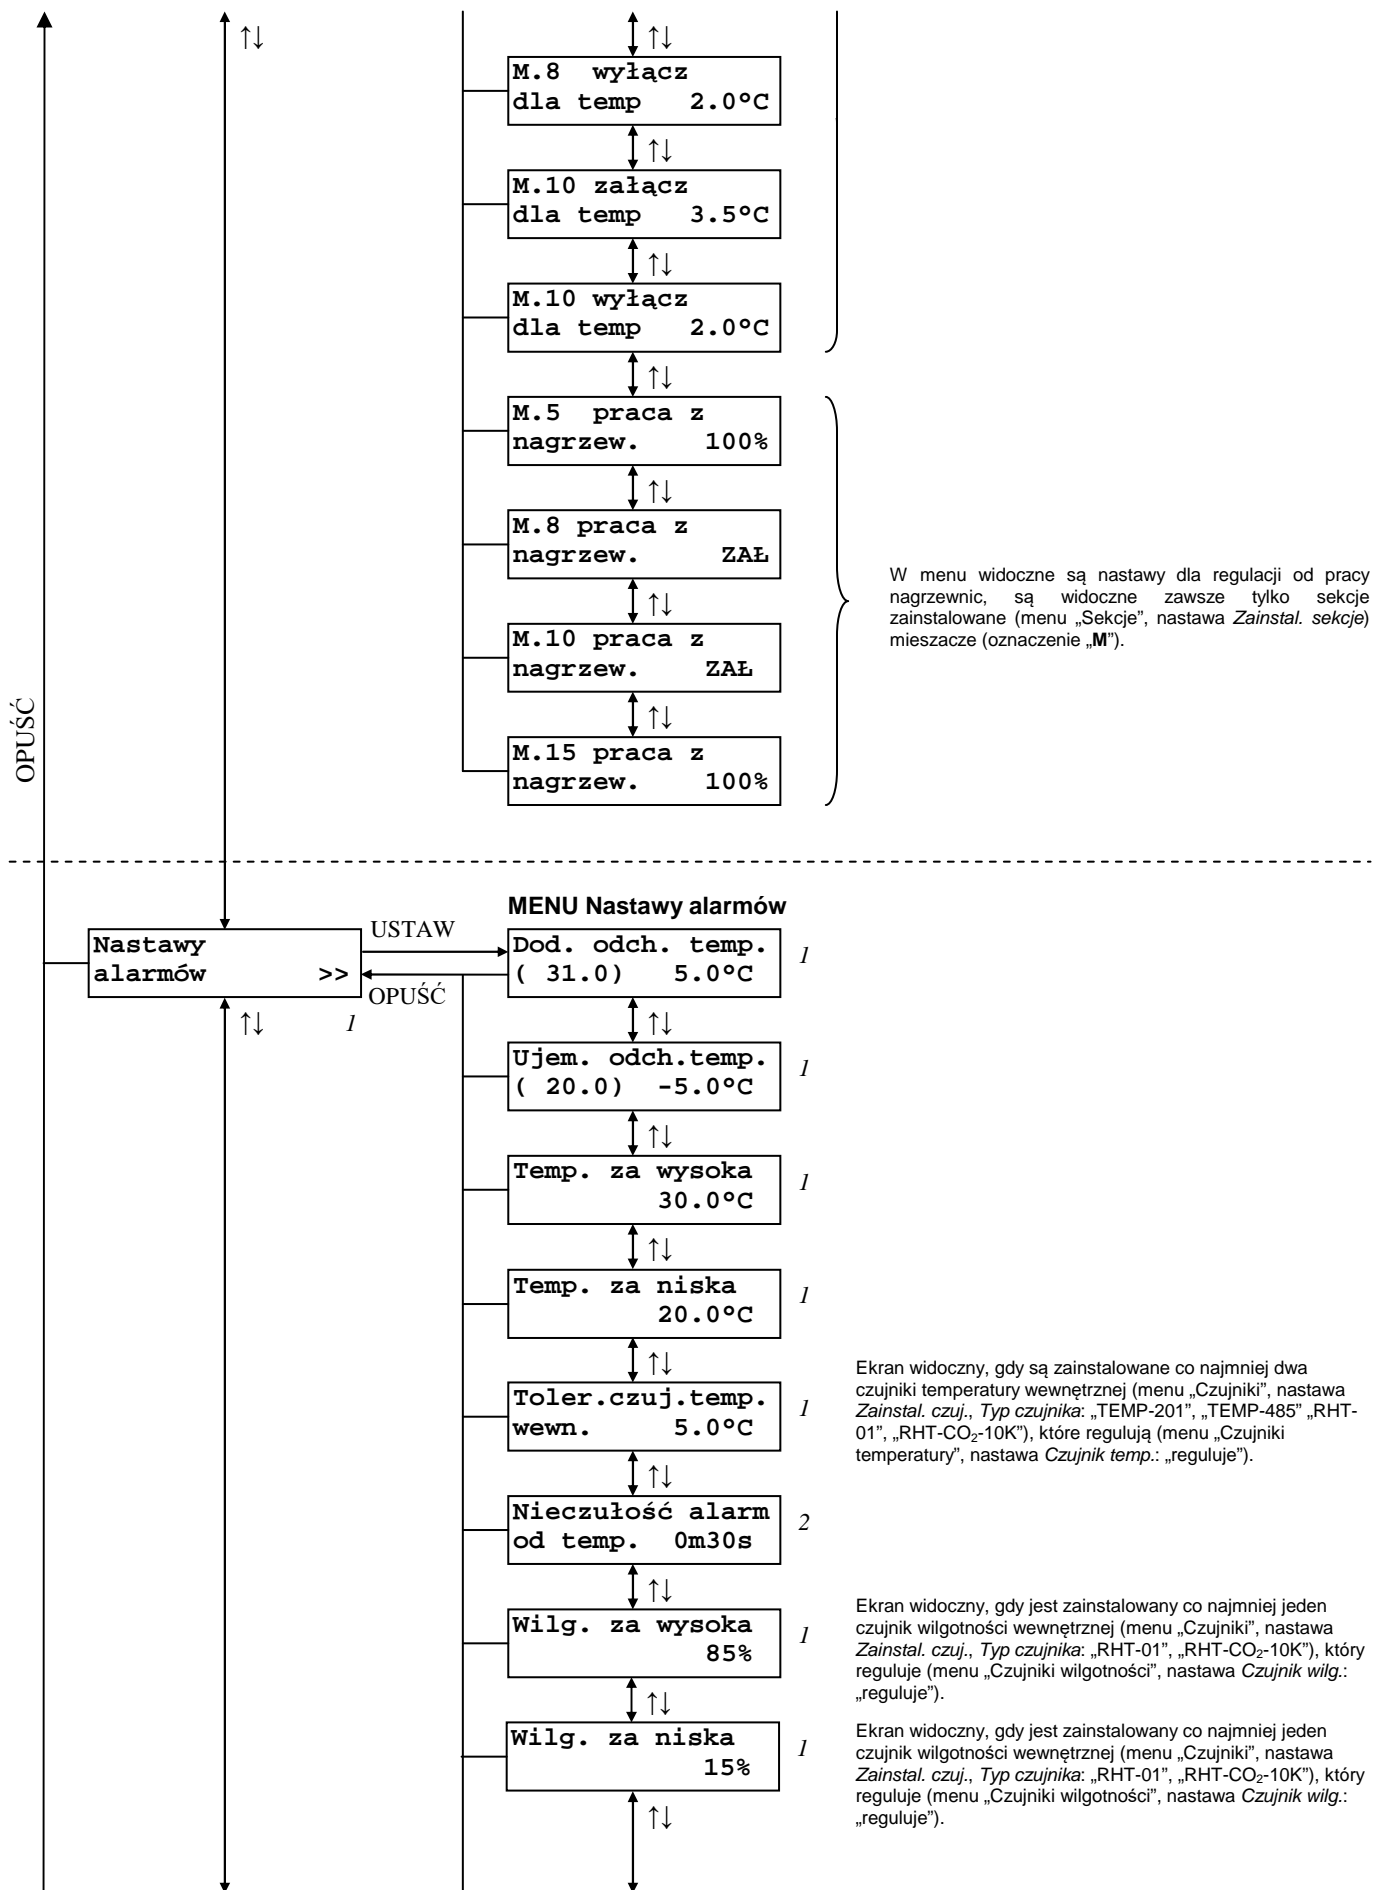 ↑↓
↑↓
M.8  wyłącz
dla temp   2.0°C
↑↓
M.10 załącz
dla temp   3.5°C
↑↓
M.10 wyłącz
dla temp   2.0°C
↑↓
M.5  praca z
nagrzew.    100%
↑↓
M.8 praca z
nagrzew.     ZAŁ
↑↓
M.10 praca z
nagrzew.    ZAŁ
↑↓
M.15 praca z
nagrzew.    100%
W menu widoczne są nastawy dla regulacji od pracy
nagrzewnic, są widoczne zawsze tylko sekcje
zainstalowane (menu „Sekcje”, nastawa Zainstal. sekcje)
mieszacze (oznaczenie „M”).
OPUŚĆ
MENU Nastawy alarmów
Nastawy
alarmów       >>
1
↑↓
USTAW
OPUŚĆ
Dod. odch. temp.
( 31.0)   5.0°C
1
↑↓
Ujem. odch.temp.
( 20.0)  -5.0°C
1
↑↓
Temp. za wysoka
30.0°C
1
↑↓
Temp. za niska
20.0°C
1
↑↓
Toler.czuj.temp.
wewn.     5.0°C
1
Ekran widoczny, gdy są zainstalowane co najmniej dwa
czujniki temperatury wewnętrznej (menu „Czujniki”, nastawa
Zainstal. czuj., Typ czujnika: „TEMP-201”, „TEMP-485” „RHT-
01”, „RHT-CO₂-10K”), które regulują (menu „Czujniki
temperatury”, nastawa Czujnik temp.: „reguluje”).
↑↓
Nieczułość alarm
od temp.  0m30s
2
↑↓
Wilg. za wysoka
85%
1
Ekran widoczny, gdy jest zainstalowany co najmniej jeden
czujnik wilgotności wewnętrznej (menu „Czujniki”, nastawa
Zainstal. czuj., Typ czujnika: „RHT-01”, „RHT-CO₂-10K”), który
reguluje (menu „Czujniki wilgotności”, nastawa Czujnik wilg.:
„reguluje”).
↑↓
Wilg. za niska
15%
1
Ekran widoczny, gdy jest zainstalowany co najmniej jeden
czujnik wilgotności wewnętrznej (menu „Czujniki”, nastawa
Zainstal. czuj., Typ czujnika: „RHT-01”, „RHT-CO₂-10K”), który
reguluje (menu „Czujniki wilgotności”, nastawa Czujnik wilg.:
„reguluje”).
↑↓